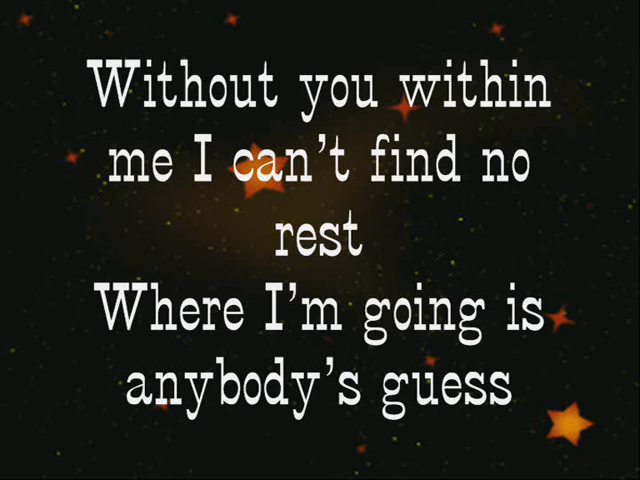 Without you within
me I can't find no
rest
Where I'm going is
anybody's guess